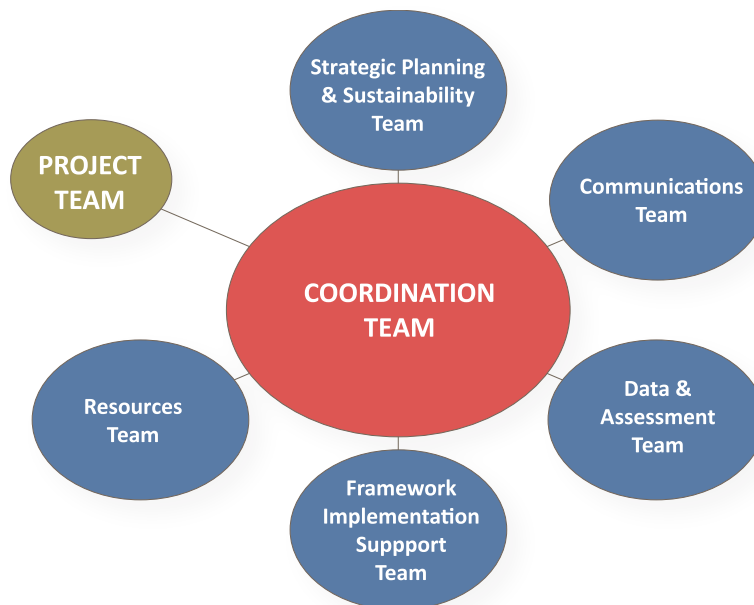 Strategic Planning
& Sustainability
Team
PROJECT
TEAM
Communications
Team
COORDINATION
TEAM
Resources
Team
Data &
Assessment
Team
Framework
Implementation
Suppport
Team